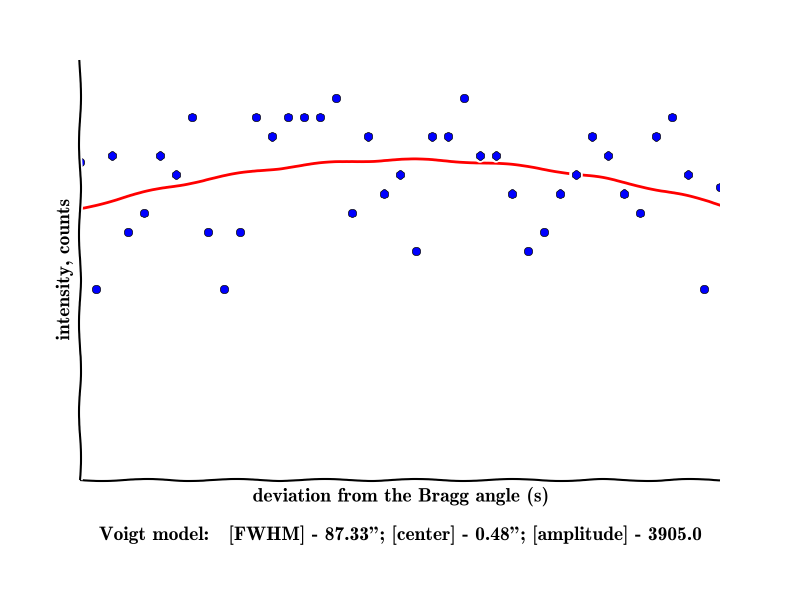 intensity, counts
deviation from the Bragg angle (s)
Voigt model: [FWHM] - 87.33”; [center] - 0.48”; [amplitude] - 3905.0